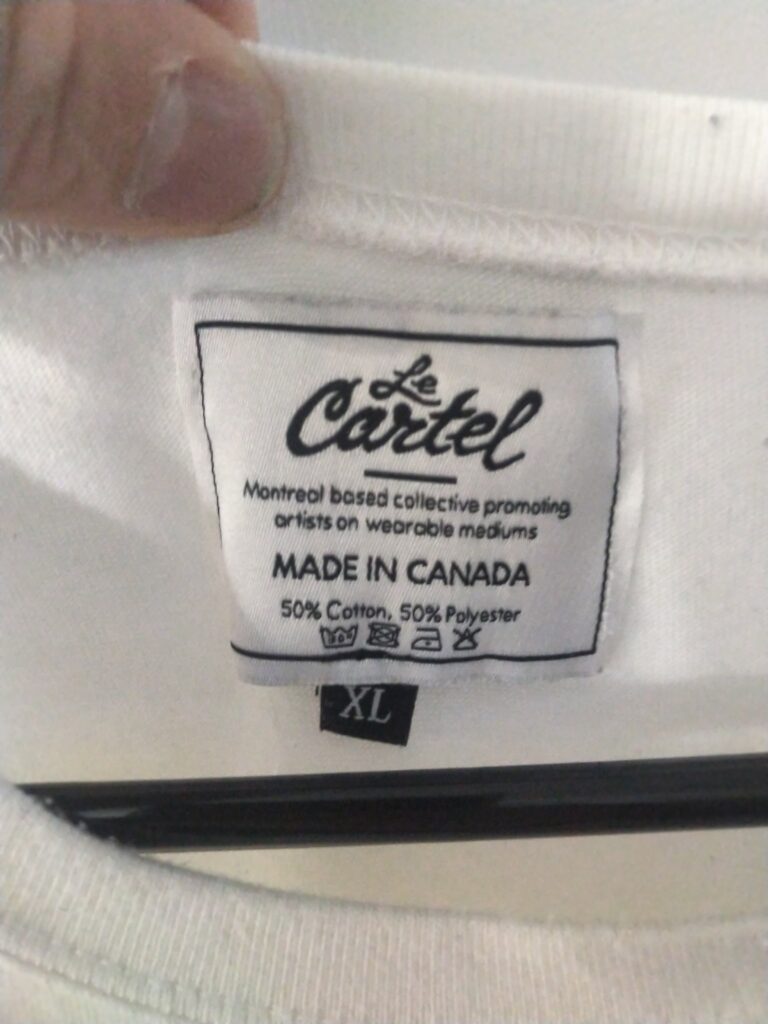 Le
Cartel
Montreal based collective promoting
artists on wearable mediums
MADE IN CANADA
50% Cotton, 50% Polyester
XL